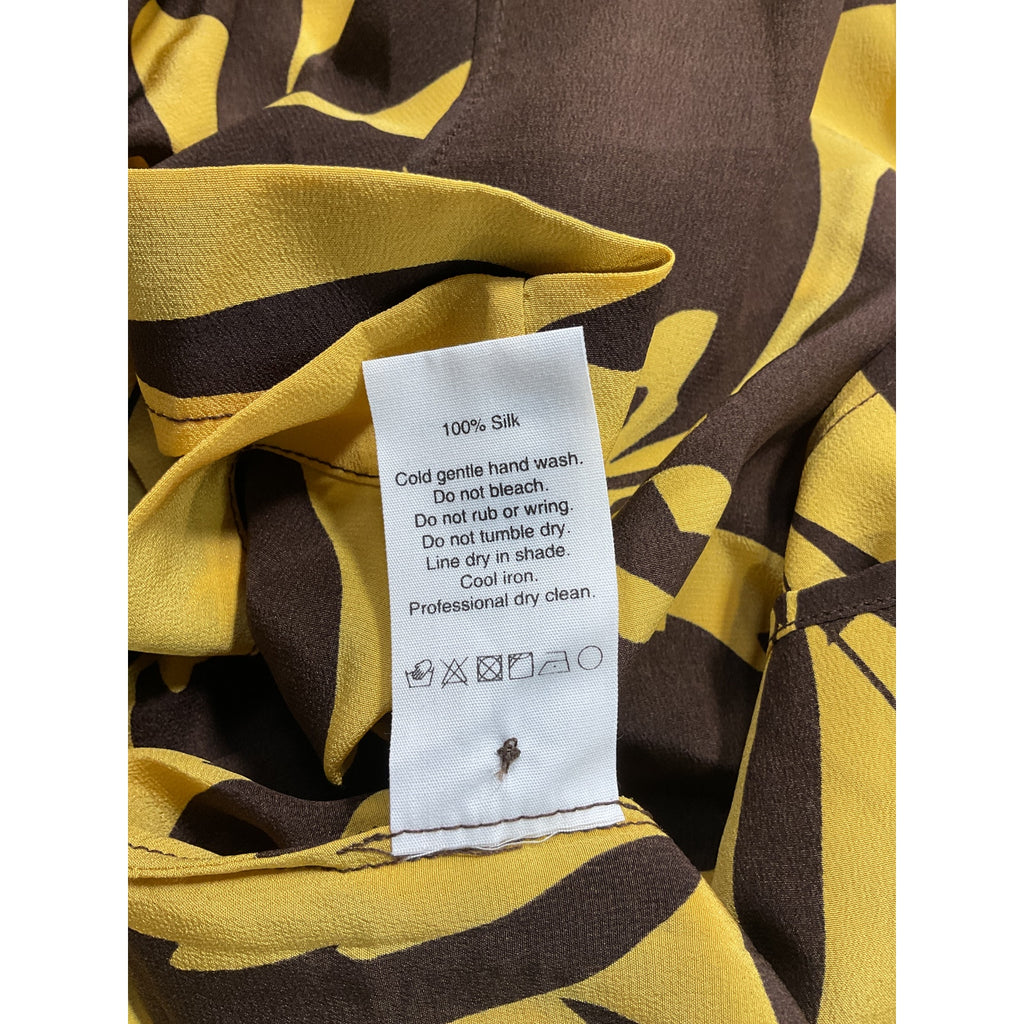 100% Silk
Cold gentle hand wash.
Do not bleach.
Do not rub or wring.
Do not tumble dry.
Line dry in shade.
Cool iron.
Professional dry clean.